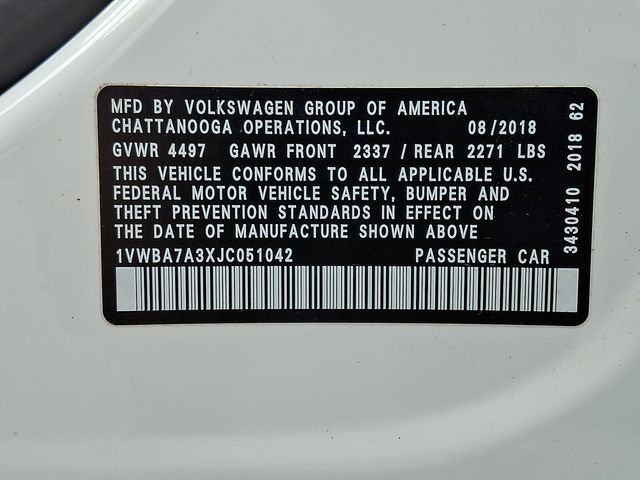 MFD BY VOLKSWAGEN GROUP OF AMERICA
CHATTANOOGA OPERATIONS, LLC. 08/2018
GVWR 4497 GAWR FRONT 2337 / REAR 2271 LBS
THIS VEHICLE CONFORMS TO ALL APPLICABLE U.S.
FEDERAL MOTOR VEHICLE SAFETY, BUMPER AND
THEFT PREVENTION STANDARDS IN EFFECT ON
THE DATE OF MANUFACTURE SHOWN ABOVE
1VWBA7A3XJC051042 PASSENGER CAR
3430410 2018 62